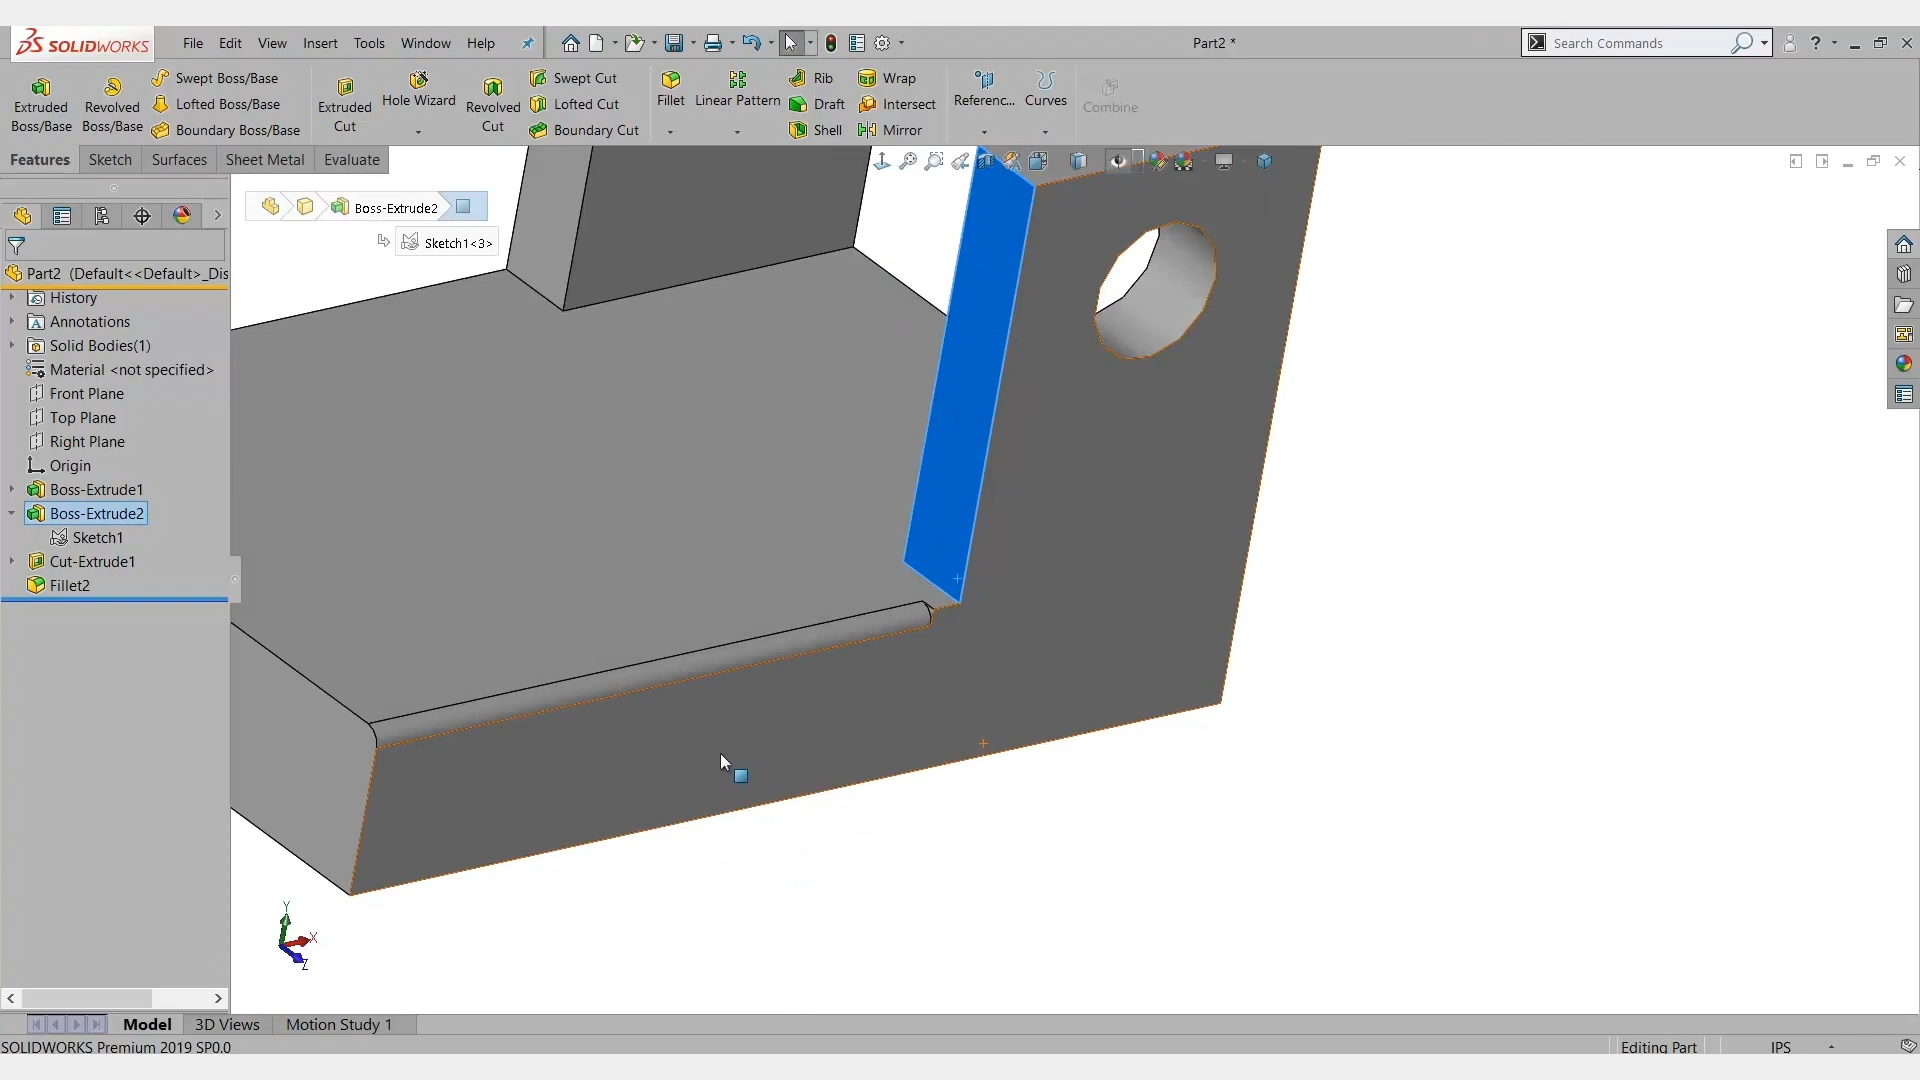 SOLIDWORKS File Edit View Insert Tools Window Help Part2 * Search Commands
Extruded Boss/Base
Revolved Boss/Base
Swept Boss/Base
Lofted Boss/Base
Boundary Boss/Base
Extruded Cut
Hole Wizard
Revolved Cut
Swept Cut
Lofted Cut
Boundary Cut
Fillet
Linear Pattern
Rib
Draft
Shell
Wrap
Intersect
Mirror
Referenc...
Curves
Combine
Features Sketch Surfaces Sheet Metal Evaluate
Boss-Extrude2
Sketch1<3>
Part2 (Default<<Default>_Dis
History
Annotations
Solid Bodies(1)
Material <not specified>
Front Plane
Top Plane
Right Plane
Origin
Boss-Extrude1
Boss-Extrude2
Sketch1
Cut-Extrude1
Fillet2
Y
X
Z
Model 3D Views Motion Study 1
SOLIDWORKS Premium 2019 SP0.0 Editing Part IPS